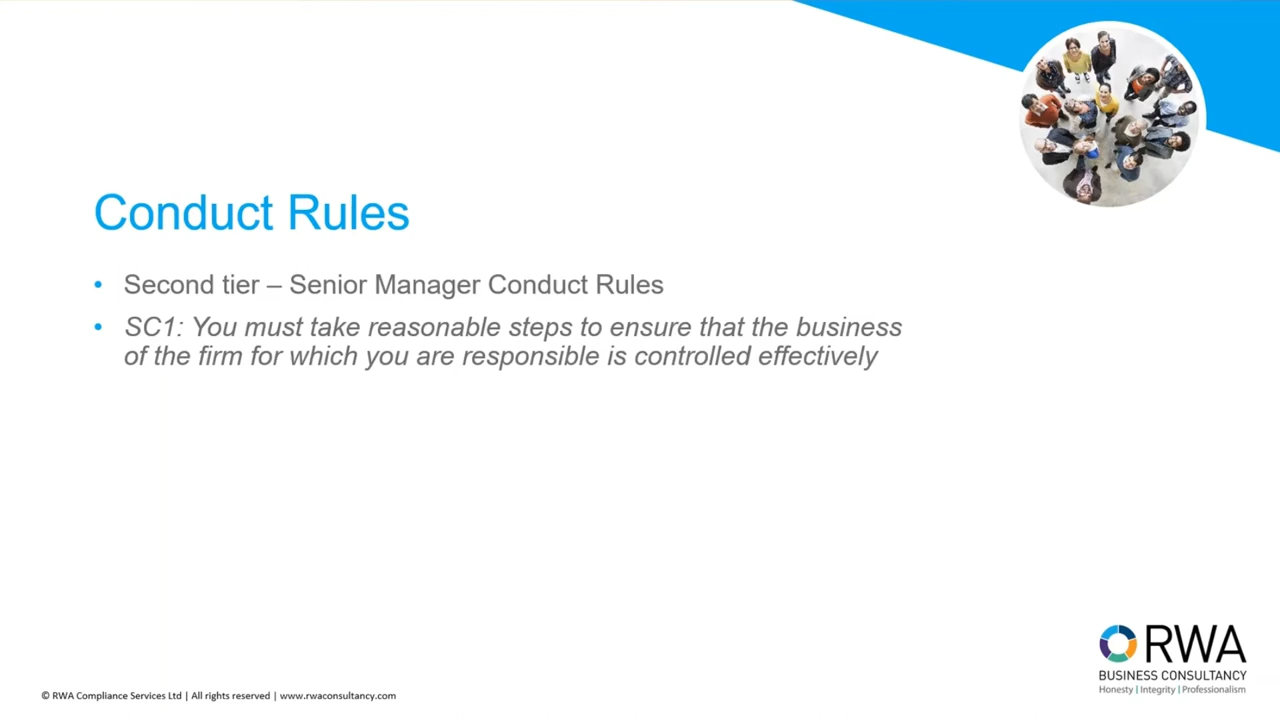 Conduct Rules
• Second tier – Senior Manager Conduct Rules
• SC1: You must take reasonable steps to ensure that the business
of the firm for which you are responsible is controlled effectively
RWA
BUSINESS CONSULTANCY
Honesty | Integrity | Professionalism
© RWA Compliance Services Ltd | All rights reserved | www.rwaconsultancy.com